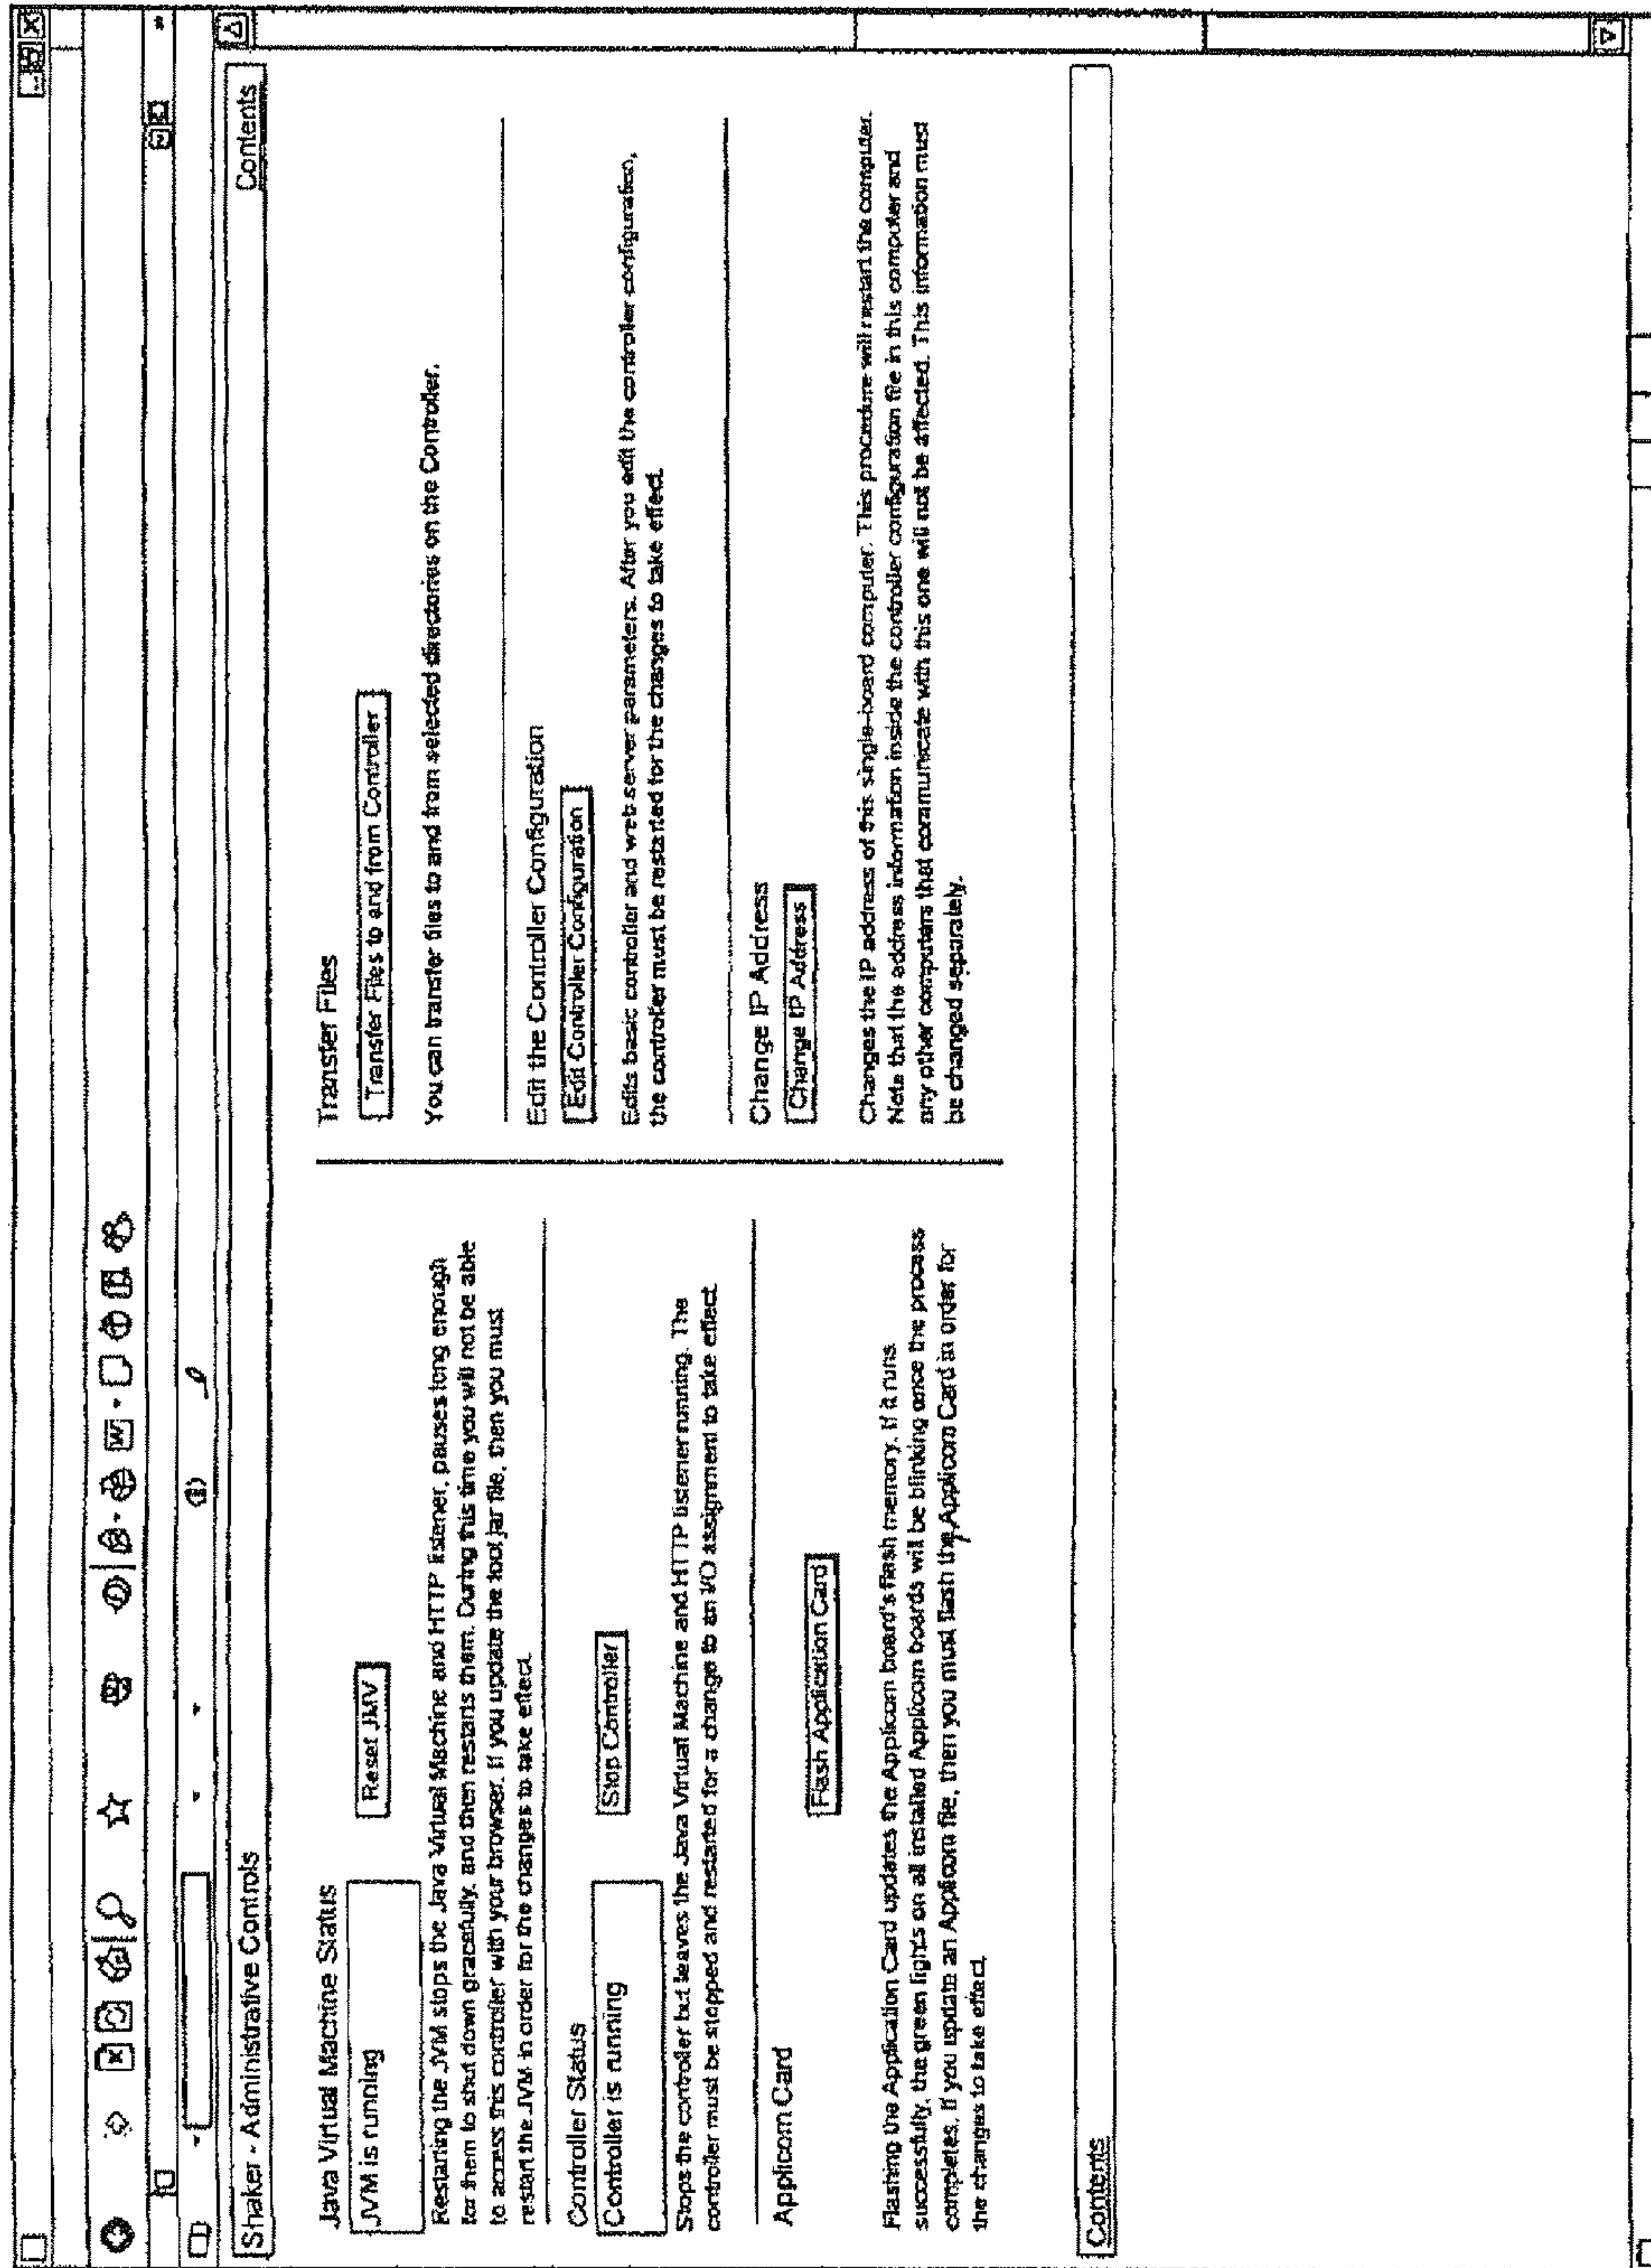 Shaker - Administrative Controls
Contents
Java Virtual Machine Status
JVM is running
Reset JMV
Restarting the JVM stops the Java Virtual Machine and HTTP listener, pauses long enough
for them to shut down gracefully, and then restarts them. During this time you will not be able
to access this controller with your browser. If you update the tool jar file, then you must
restart the JVM in order for the changes to take effect.
Controller Status
Controller is running
Stop Controller
Stops the controller but leaves the Java Virtual Machine and HTTP listener running. The
controller must be stopped and restarted for a change to an I/O assignment to take effect.
Applicom Card
Flash Application Card
Flashing the Application Card updates the Applicom board's flash memory. If it runs
successfully, the green lights on all installed Applicom boards will be blinking once the process
completes. If you update an Applicom file, then you must flash the Applicom Card in order for
the changes to take effect.
Transfer Files
Transfer Files to and from Controller
You can transfer files to and from selected directories on the Controller.
Edit the Controller Configuration
Edit Controller Configuration
Edits basic controller and web server parameters. After you edit the controller configuration,
the controller must be restarted for the changes to take effect.
Change IP Address
Change IP Address
Changes the IP address of this single-board computer. This procedure will restart the computer.
Note that the address information inside the controller configuration file in this computer and
any other computers that communicate with this one will not be affected. This information must
be changed separately.
Contents